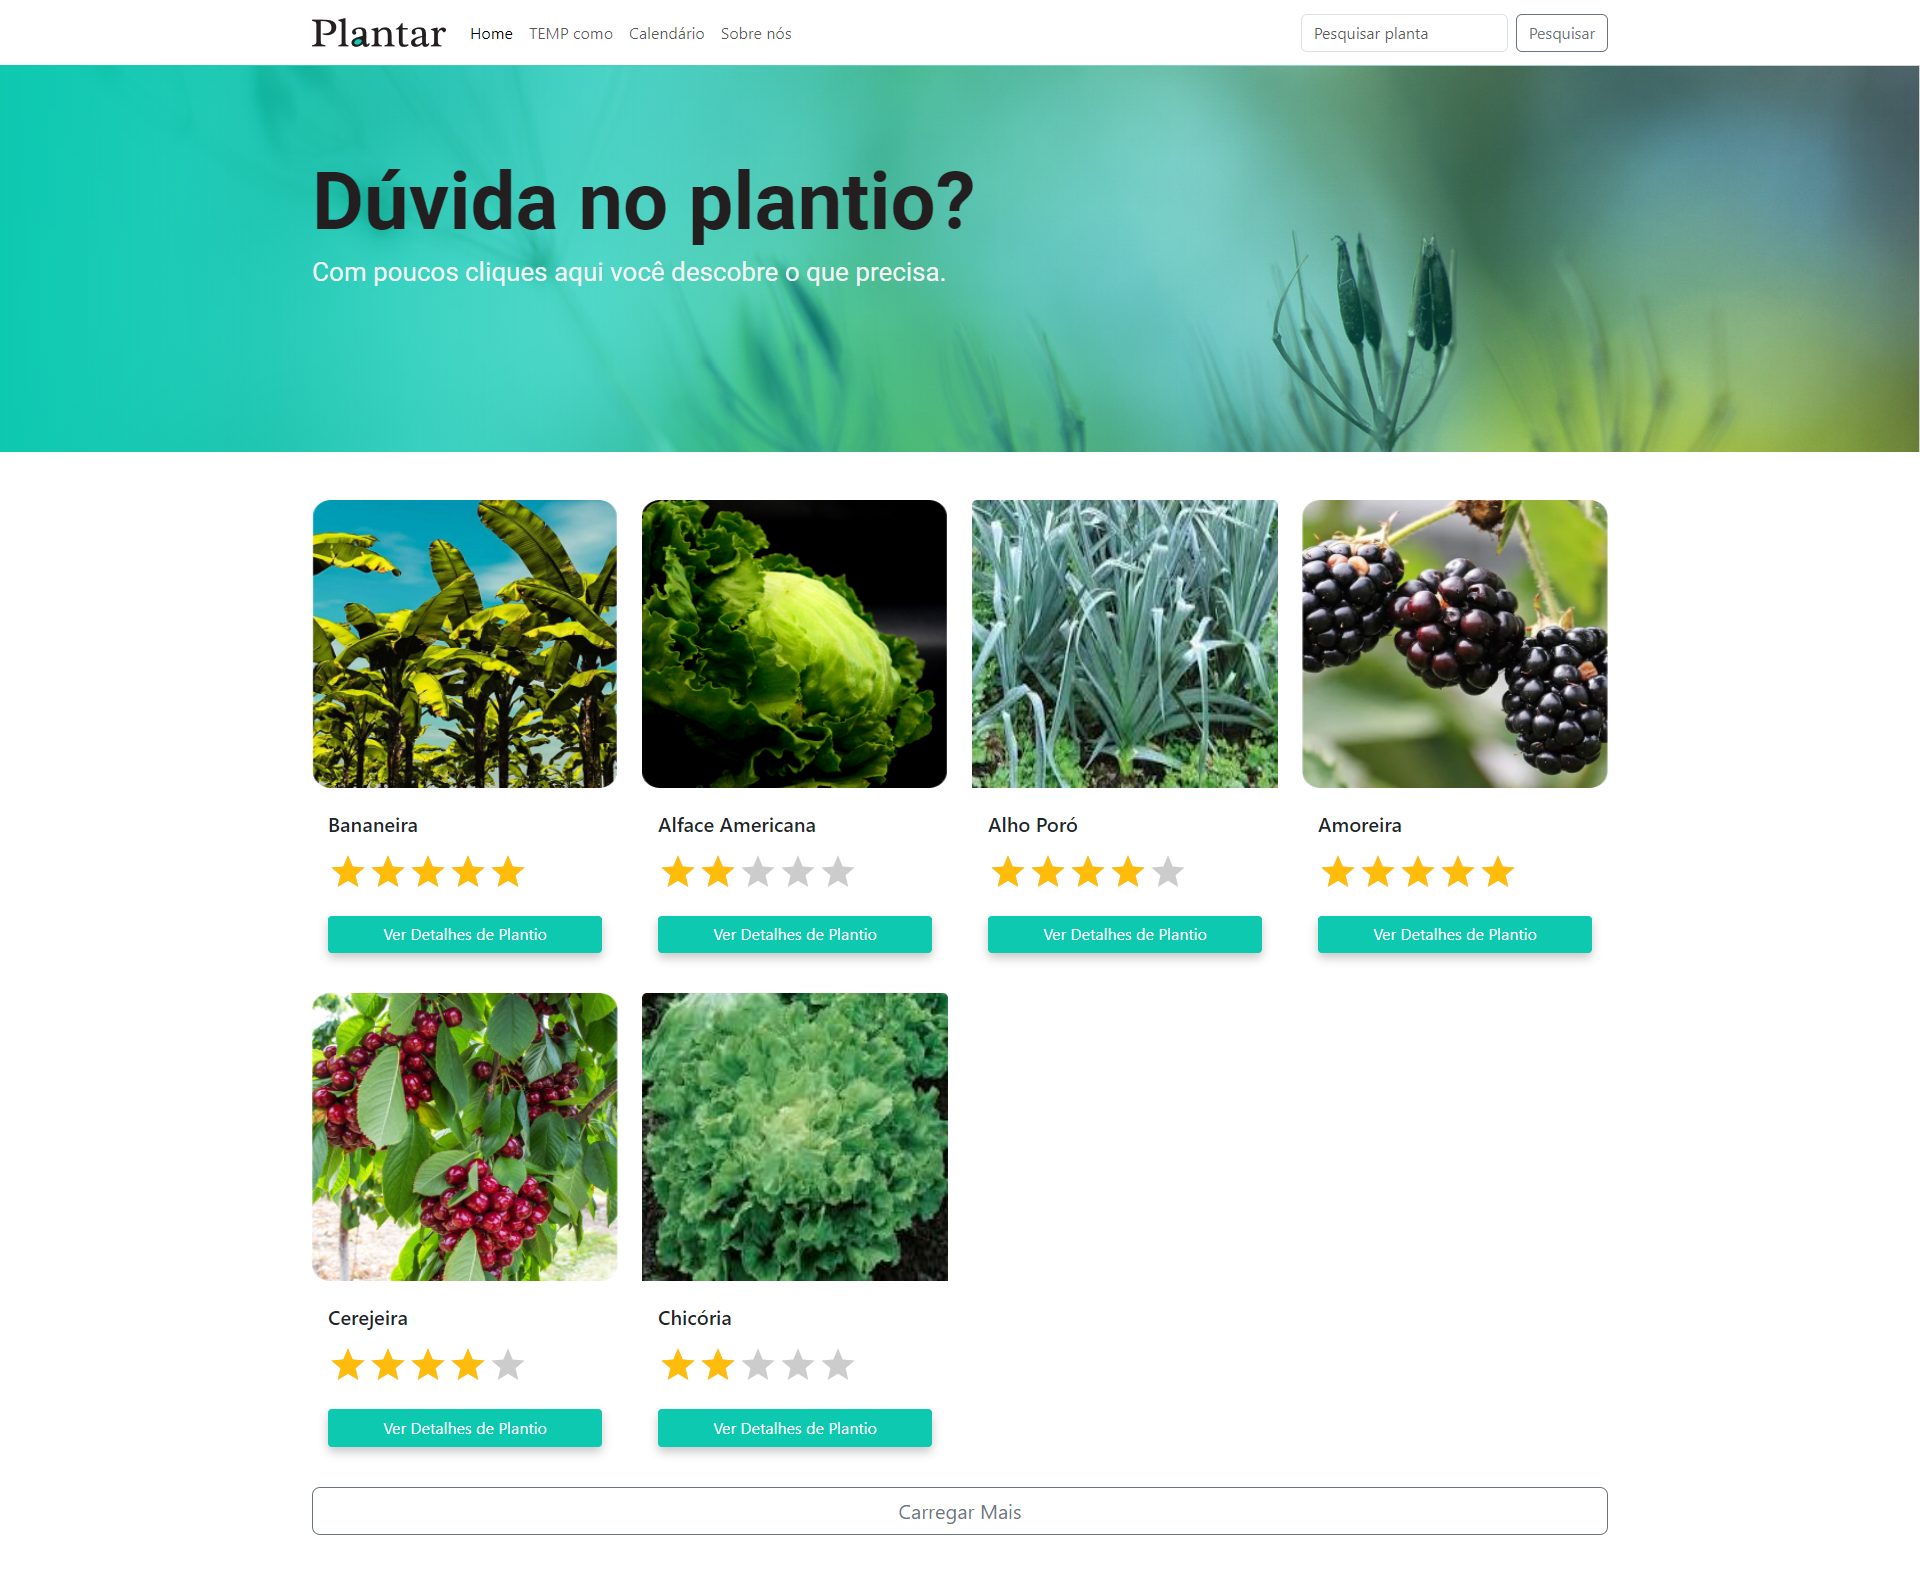 Plantar
Home TEMP como Calendário Sobre nós
Pesquisar planta Pesquisar
Dúvida no plantio?
Com poucos cliques aqui você descobre o que precisa.
Bananeira
Ver Detalhes de Plantio
Alface Americana
Ver Detalhes de Plantio
Alho Poró
Ver Detalhes de Plantio
Amoreira
Ver Detalhes de Plantio
Cerejeira
Ver Detalhes de Plantio
Chicória
Ver Detalhes de Plantio
Carregar Mais